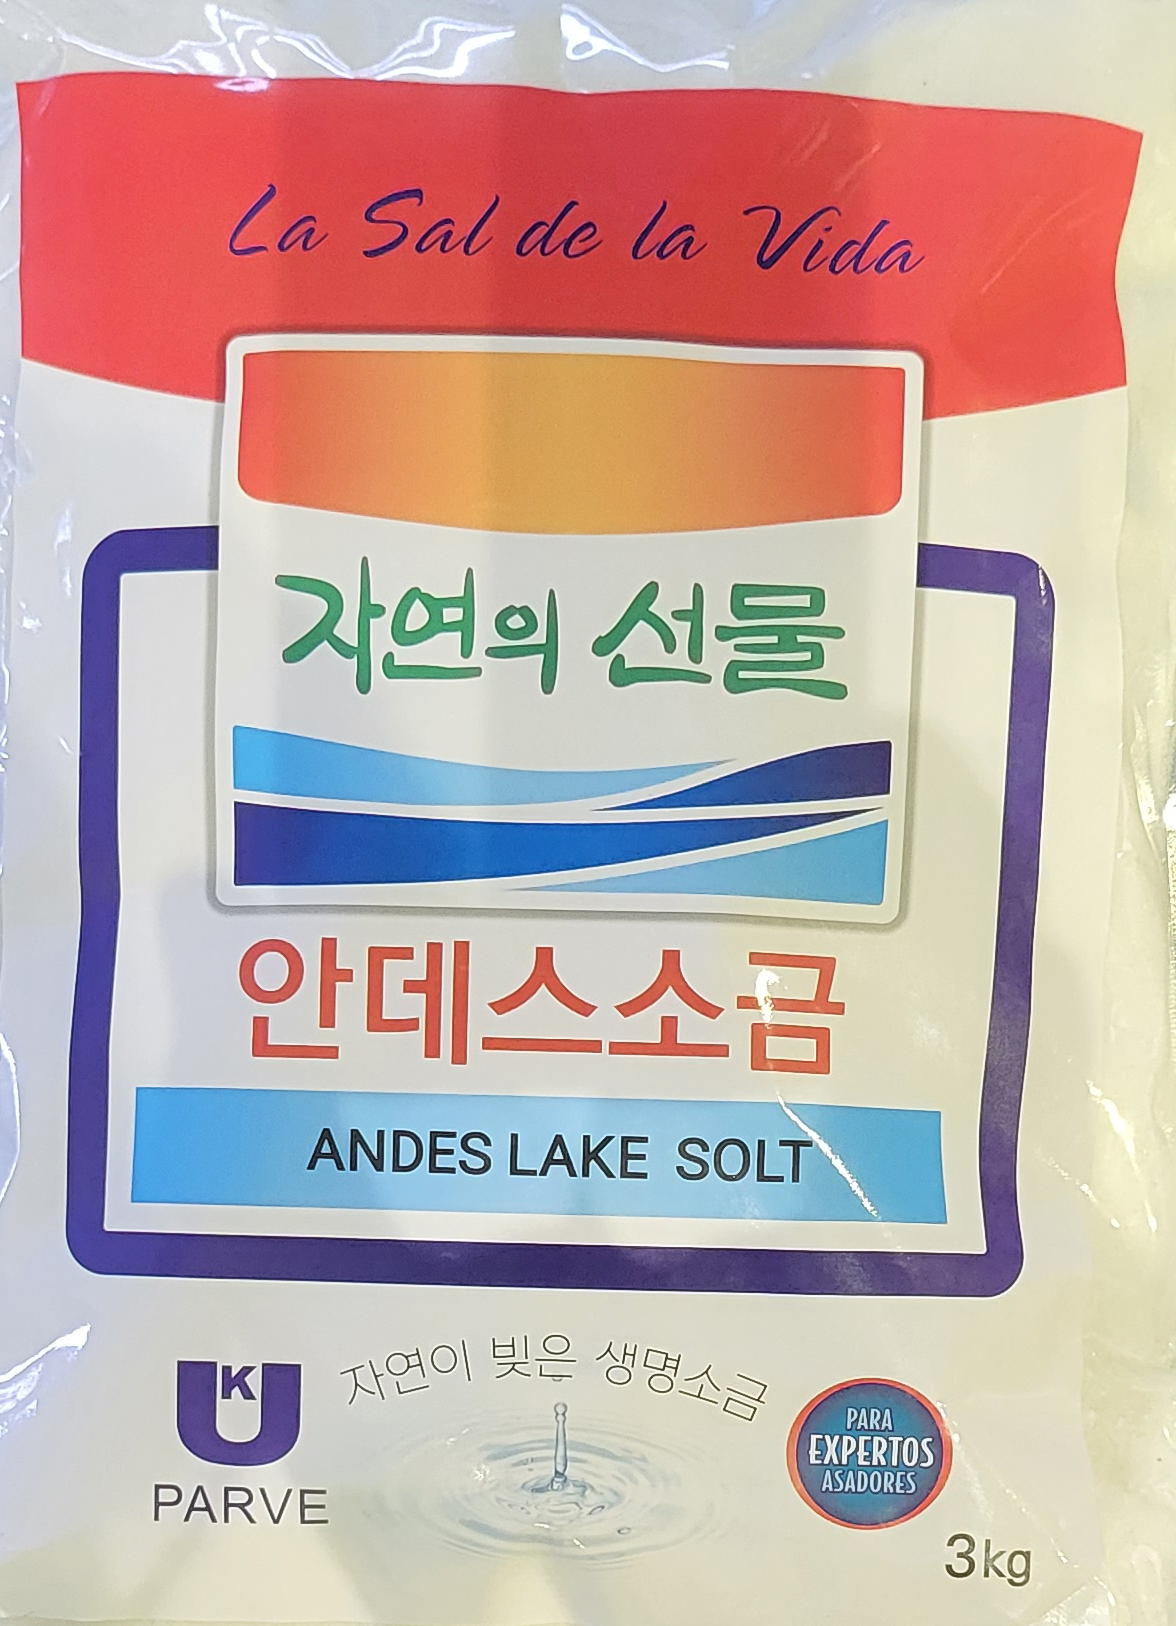 La Sal de la Vida
자연의 선물
안데스소금
ANDES LAKE SOLT
자연이 빚은 생명소금
UK
PARVE
PARA
EXPERTOS
ASADORES
3kg